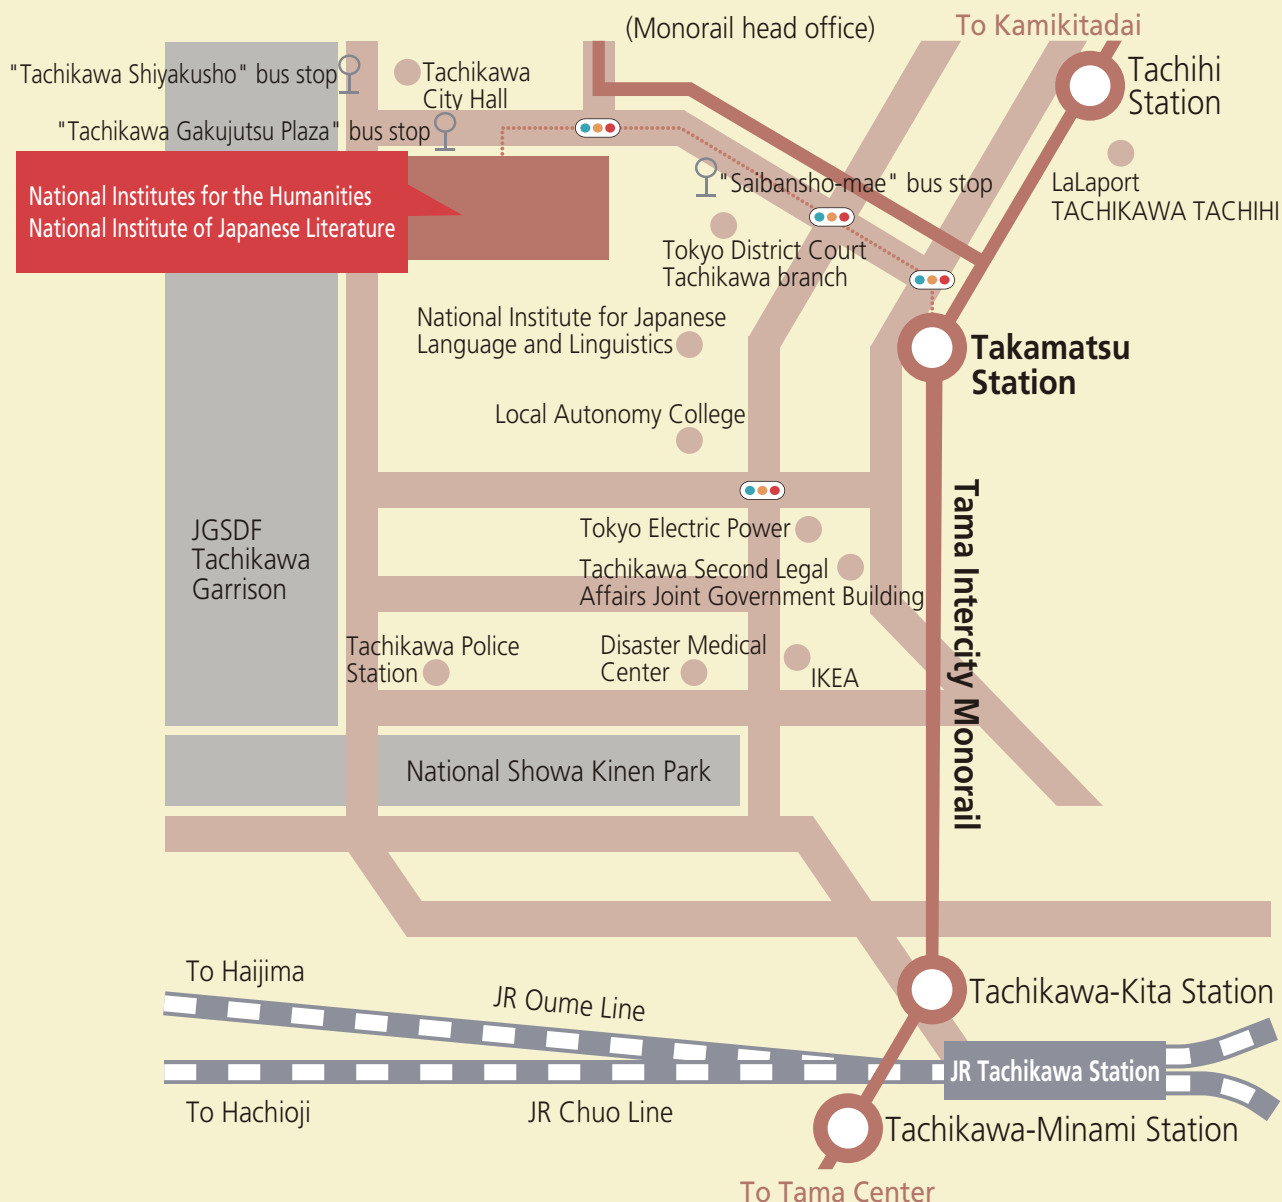 (Monorail head office)
To Kamikitadai
"Tachikawa Shiyakusho" bus stop
Tachikawa
City Hall
Tachihi
Station
"Tachikawa Gakujutsu Plaza" bus stop
National Institutes for the Humanities
National Institute of Japanese Literature
"Saibansho-mae" bus stop
LaLaport
TACHIKAWA TACHIHI
Tokyo District Court
Tachikawa branch
National Institute for Japanese
Language and Linguistics
Takamatsu
Station
Local Autonomy College
Tama Intercity Monorail
JGSDF
Tachikawa
Garrison
Tokyo Electric Power
Tachikawa Second Legal
Affairs Joint Government Building
Tachikawa Police
Station
Disaster Medical
Center
IKEA
National Showa Kinen Park
To Haijima
JR Oume Line
Tachikawa-Kita Station
JR Tachikawa Station
To Hachioji
JR Chuo Line
Tachikawa-Minami Station
To Tama Center